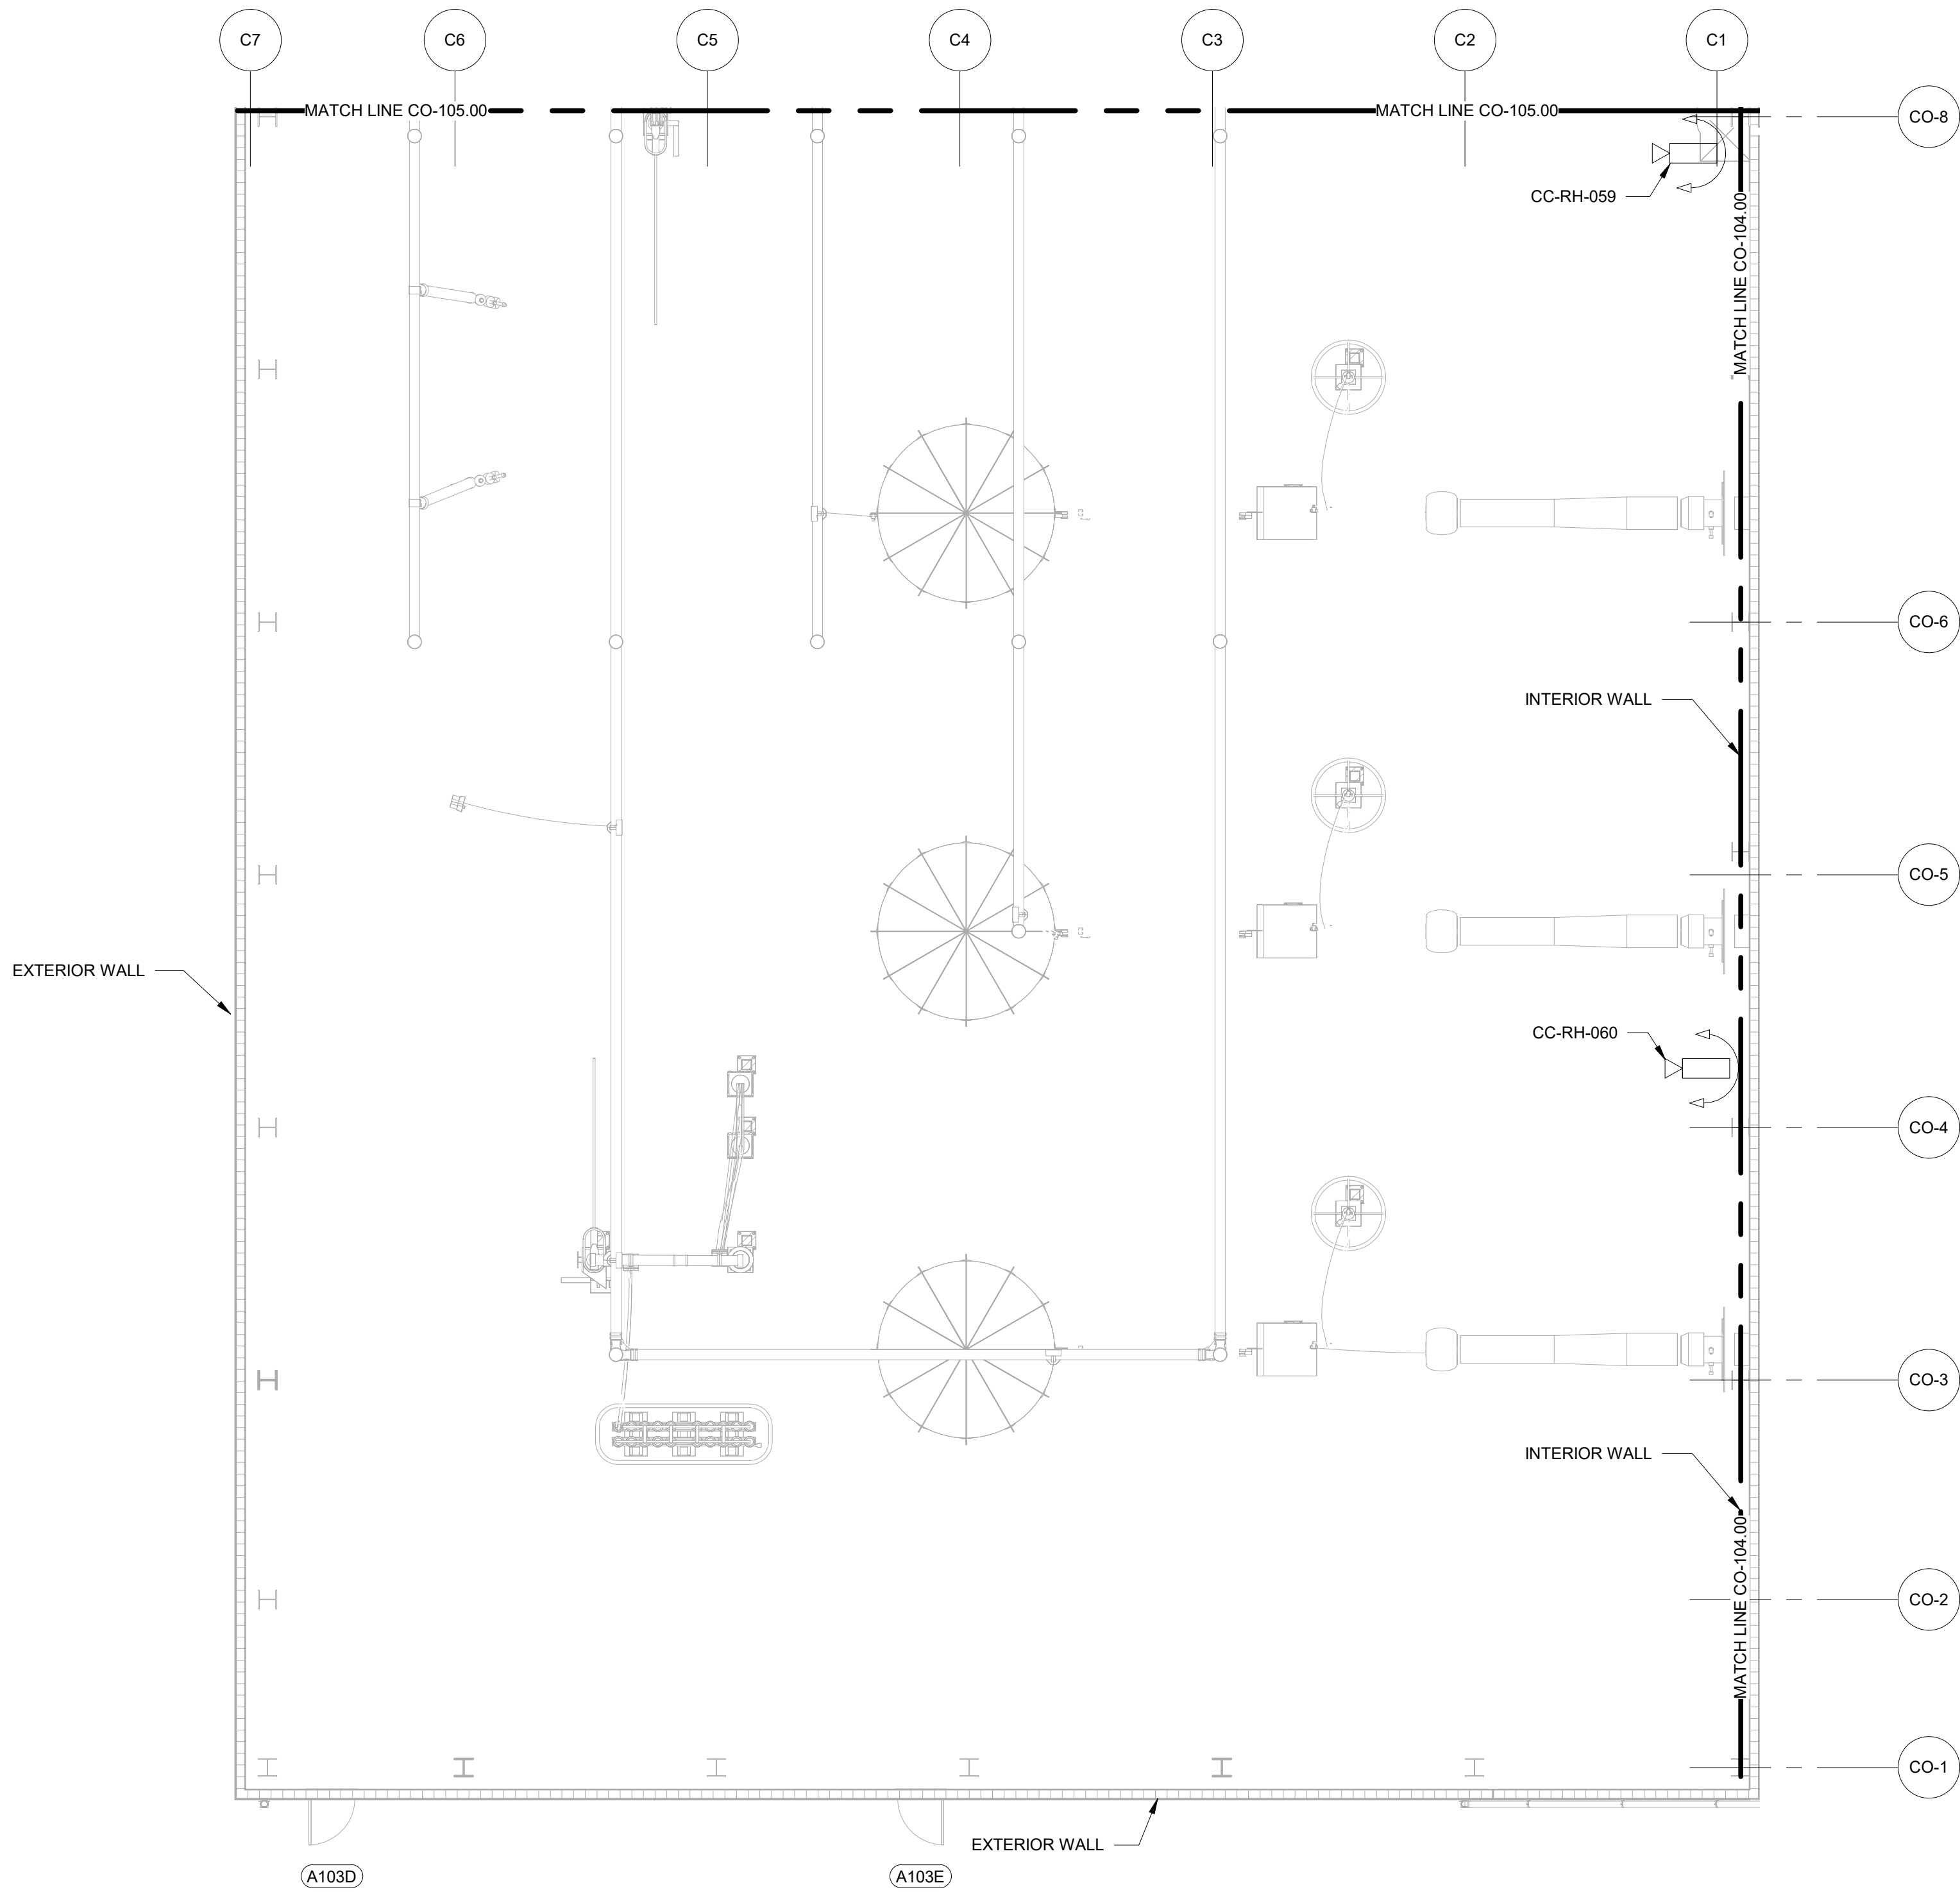 C7
C6
C5
C4
C3
C2
C1
MATCH LINE CO-105.00
MATCH LINE CO-105.00
CO-8
CC-RH-059
MATCH LINE CO-104.00
CO-6
INTERIOR WALL
CO-5
EXTERIOR WALL
CC-RH-060
CO-4
CO-3
INTERIOR WALL
MATCH LINE CO-104.00
CO-2
CO-1
EXTERIOR WALL
A103D
A103E